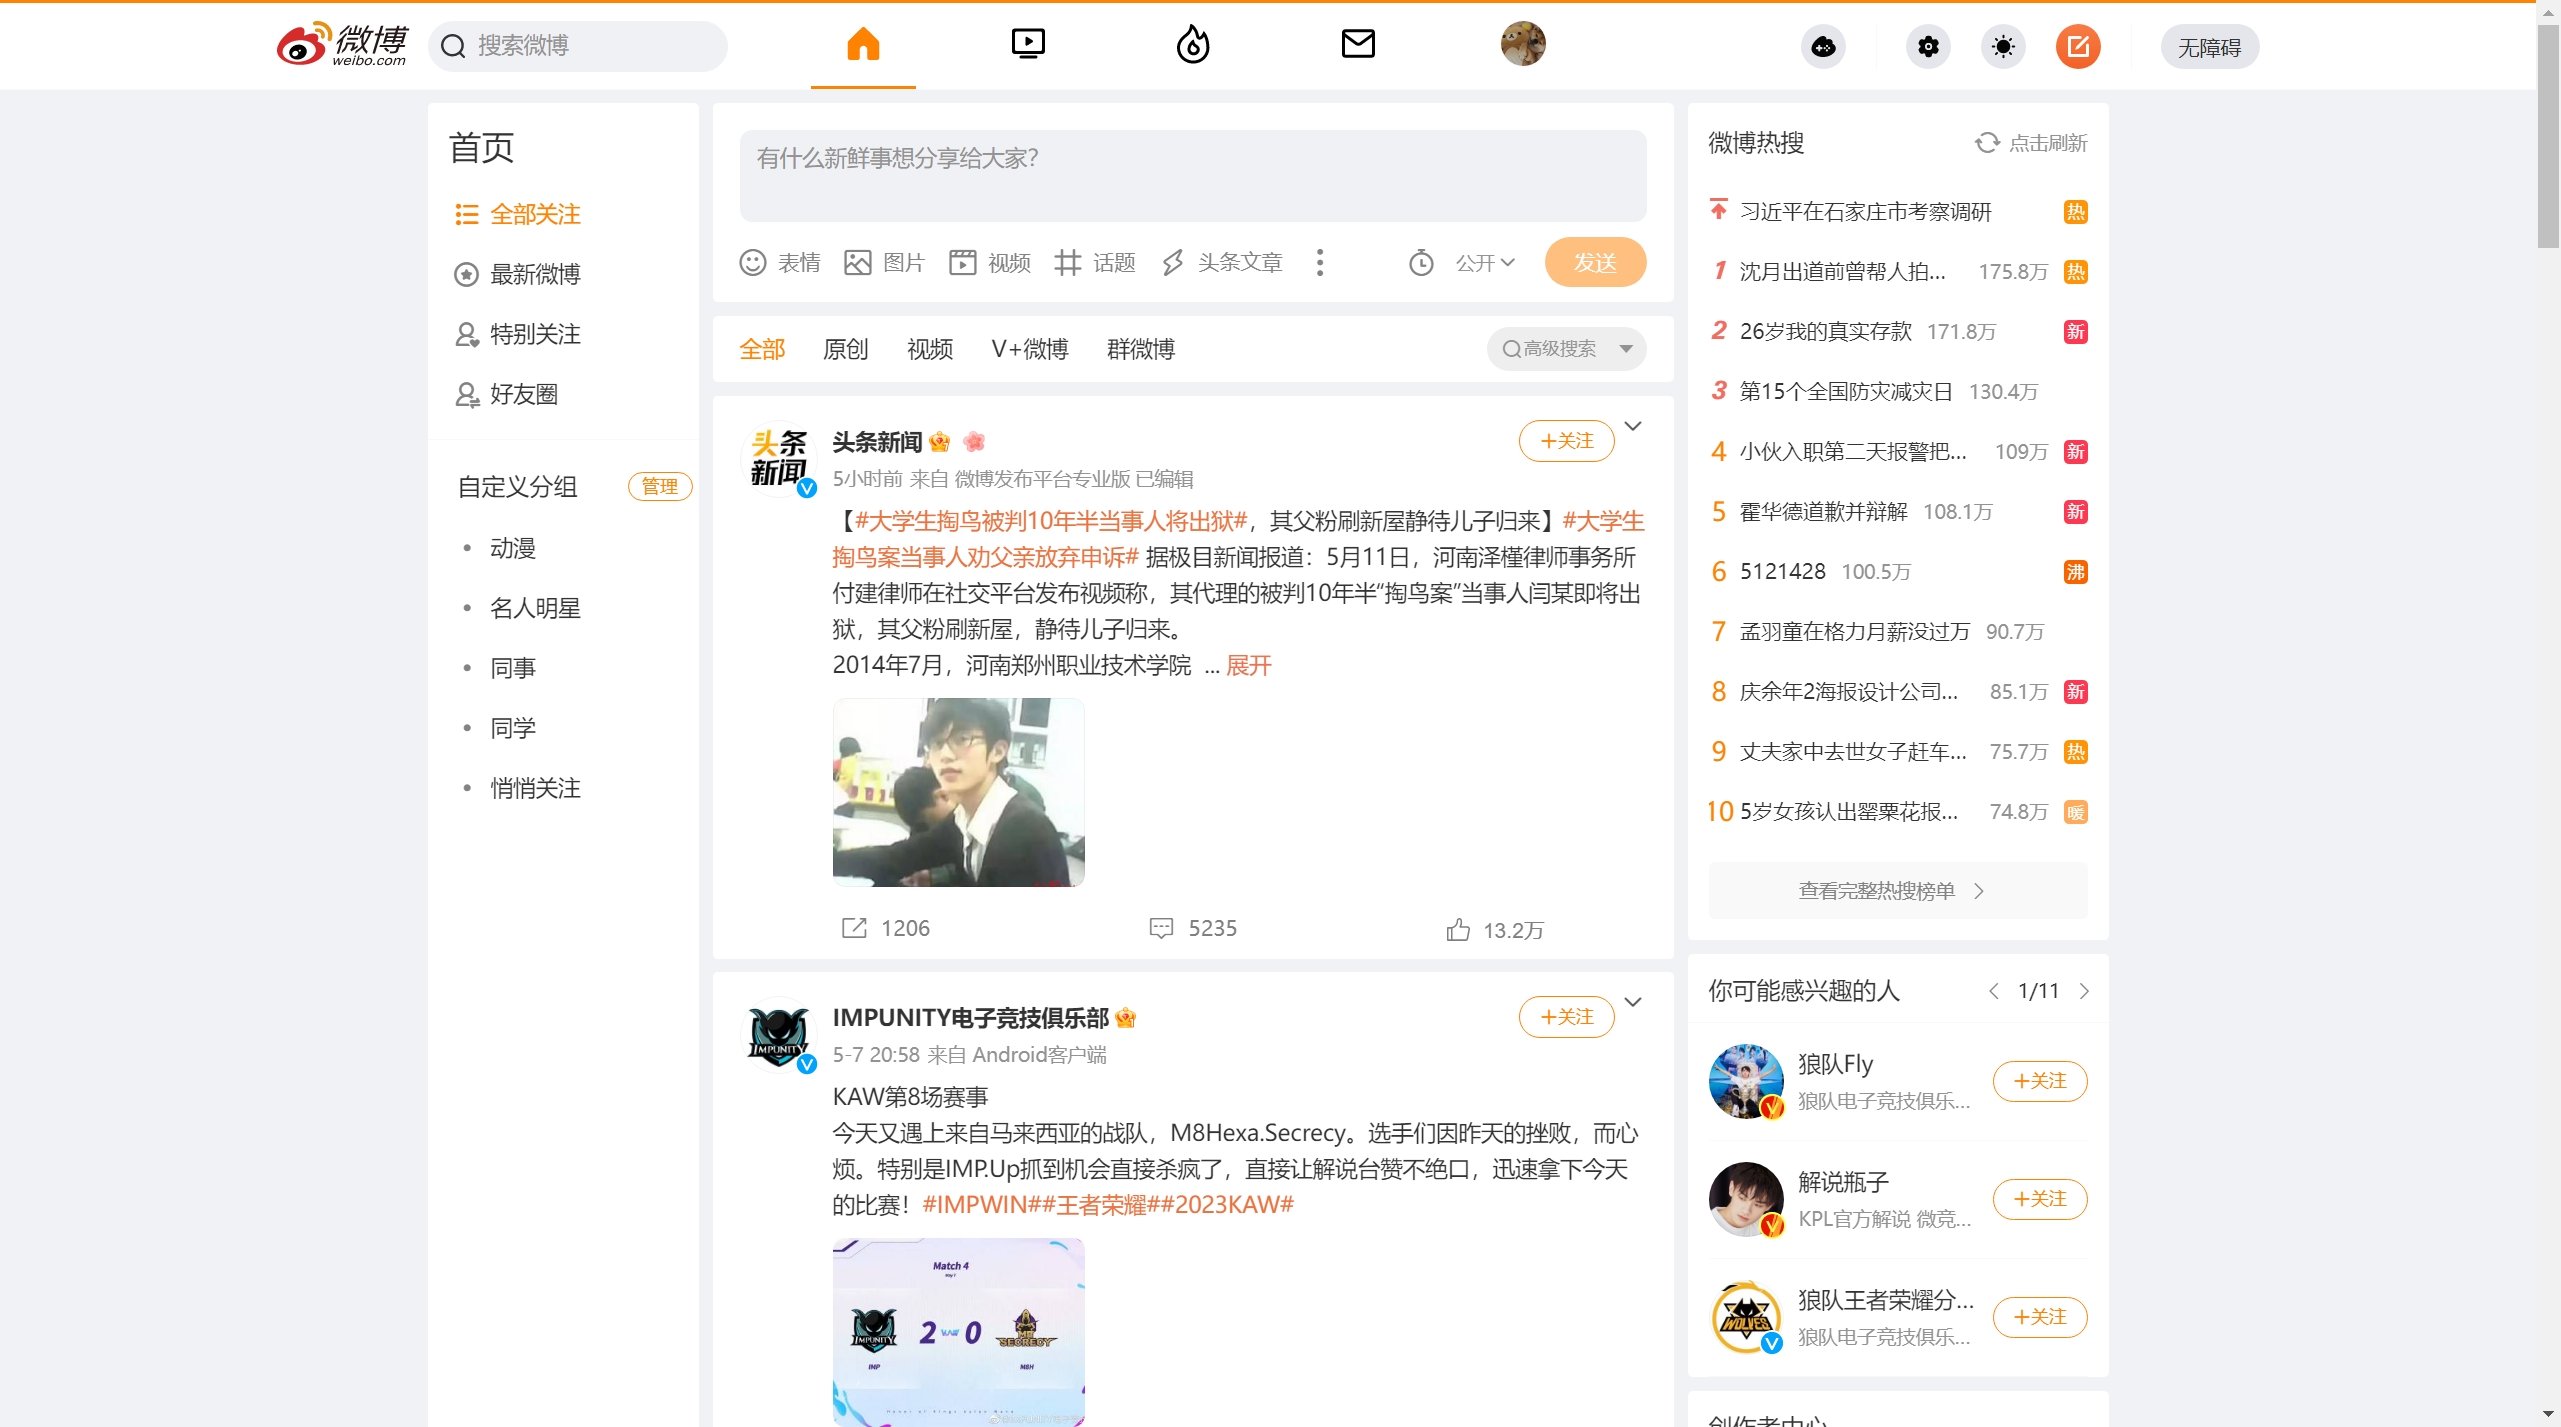 微博
weibo.com
搜索微博
无障碍
首页
全部关注
最新微博
特别关注
好友圈
自定义分组
管理
• 动漫
• 名人明星
• 同事
• 同学
• 悄悄关注
有什么新鲜事想分享给大家？
表情 图片 视频 话题 头条文章 公开 发送
全部 原创 视频 V+微博 群微博 高级搜索
头条新闻
头条新闻
+关注
5小时前 来自 微博发布平台专业版 已编辑
【#大学生掏鸟被判10年半当事人将出狱#，其父粉刷新屋静待儿子归来】#大学生
掏鸟案当事人劝父亲放弃申诉# 据极目新闻报道：5月11日，河南泽槿律师事务所
付建律师在社交平台发布视频称，其代理的被判10年半“掏鸟案”当事人闫某即将出
狱，其父粉刷新屋，静待儿子归来。
2014年7月，河南郑州职业技术学院 ... 展开
1206 5235 13.2万
IMPUNITY
IMPUNITY电子竞技俱乐部
+关注
5-7 20:58 来自 Android客户端
KAW第8场赛事
今天又遇上来自马来西亚的战队，M8Hexa.Secrecy。选手们因昨天的挫败，而心
烦。特别是IMP.Up抓到机会直接杀疯了，直接让解说台赞不绝口，迅速拿下今天
的比赛！#IMPWIN##王者荣耀##2023KAW#
Match 4
May 7
IMPUNITY 2 KAW 0 SECRECY
IMP M8H
微博热搜
点击刷新
习近平在石家庄市考察调研 热
1 沈月出道前曾帮人拍... 175.8万 热
2 26岁我的真实存款 171.8万 新
3 第15个全国防灾减灾日 130.4万
4 小伙入职第二天报警把... 109万 新
5 霍华德道歉并辩解 108.1万 新
6 5121428 100.5万 沸
7 孟羽童在格力月薪没过万 90.7万
8 庆余年2海报设计公司... 85.1万 新
9 丈夫家中去世女子赶车... 75.7万 热
10 5岁女孩认出罂粟花报... 74.8万 暖
查看完整热搜榜单
你可能感兴趣的人
1/11
狼队Fly
狼队电子竞技俱乐...
+关注
解说瓶子
KPL官方解说 微竞...
+关注
WOLVES
狼队王者荣耀分...
狼队电子竞技俱乐...
+关注
创作者中心